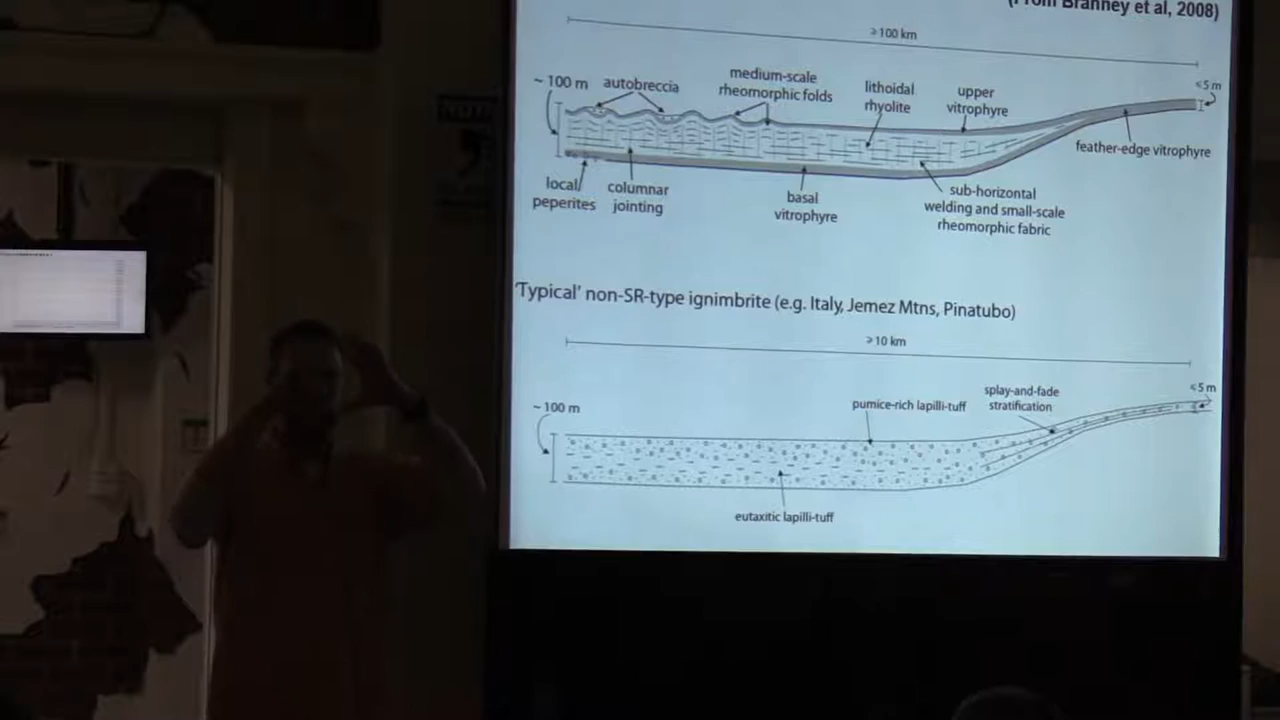 (From Branney et al, 2008)
≥100 km
~ 100 m
autobreccia
medium-scale
rheomorphic folds
lithoidal
rhyolite
upper
vitrophyre
<5 m
feather-edge vitrophyre
local
peperites
columnar
jointing
basal
vitrophyre
sub-horizontal
welding and small-scale
rheomorphic fabric
'Typical' non-SR-type ignimbrite (e.g. Italy, Jemez Mtns, Pinatubo)
≥10 km
~ 100 m
pumice-rich lapilli-tuff
splay-and-fade
stratification
<5 m
eutaxitic lapilli-tuff